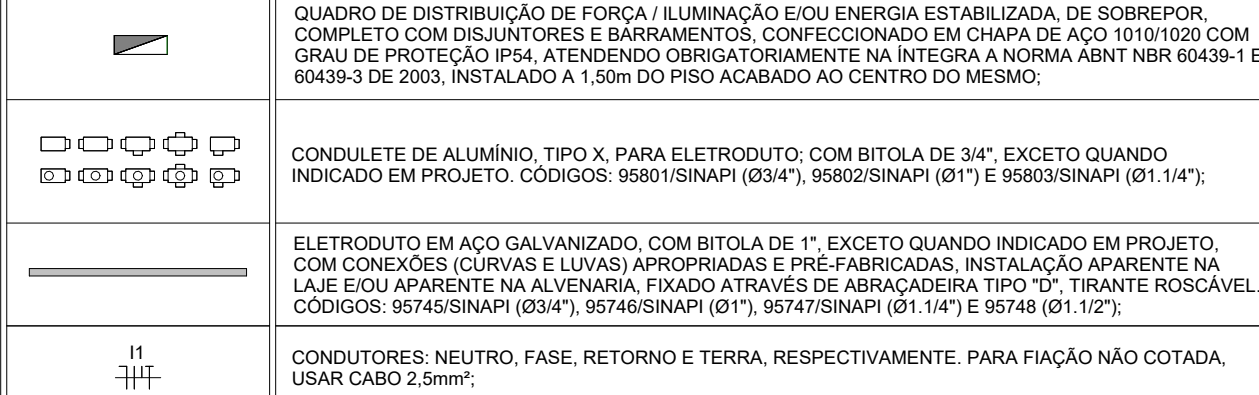 QUADRO DE DISTRIBUIÇÃO DE FORÇA / ILUMINAÇÃO E/OU ENERGIA ESTABILIZADA, DE SOBREPOR,
COMPLETO COM DISJUNTORES E BARRAMENTOS, CONFECCIONADO EM CHAPA DE AÇO 1010/1020 COM
GRAU DE PROTEÇÃO IP54, ATENDENDO OBRIGATORIAMENTE NA ÍNTEGRA A NORMA ABNT NBR 60439-1 E
60439-3 DE 2003, INSTALADO A 1,50m DO PISO ACABADO AO CENTRO DO MESMO;
CONDULETE DE ALUMÍNIO, TIPO X, PARA ELETRODUTO; COM BITOLA DE 3/4", EXCETO QUANDO
INDICADO EM PROJETO. CÓDIGOS: 95801/SINAPI (Ø3/4"), 95802/SINAPI (Ø1") E 95803/SINAPI (Ø1.1/4");
ELETRODUTO EM AÇO GALVANIZADO, COM BITOLA DE 1", EXCETO QUANDO INDICADO EM PROJETO,
COM CONEXÕES (CURVAS E LUVAS) APROPRIADAS E PRÉ-FABRICADAS, INSTALAÇÃO APARENTE NA
LAJE E/OU APARENTE NA ALVENARIA, FIXADO ATRAVÉS DE ABRAÇADEIRA TIPO "D", TIRANTE ROSCÁVEL.
CÓDIGOS: 95745/SINAPI (Ø3/4"), 95746/SINAPI (Ø1"), 95747/SINAPI (Ø1.1/4") E 95748 (Ø1.1/2");
I1
CONDUTORES: NEUTRO, FASE, RETORNO E TERRA, RESPECTIVAMENTE. PARA FIAÇÃO NÃO COTADA,
USAR CABO 2,5mm²;